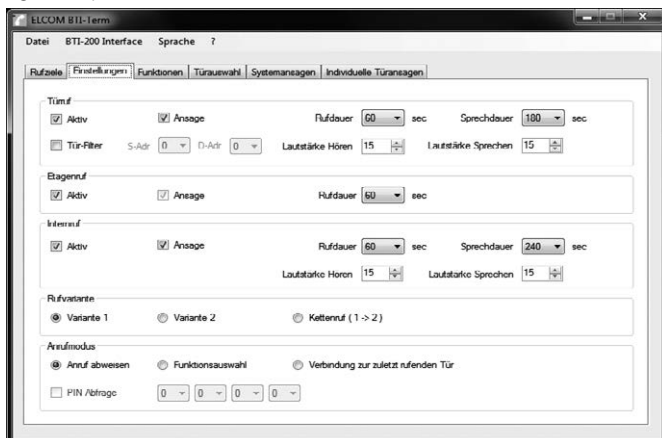 ELCOM BTI-Term
Datei BTI-200 Interface Sprache ?
Rufziele Einstellungen Funktionen Türauswahl Systemansagen Individuelle Türansagen
Türruf
Aktiv Ansage Rufdauer 60 sec Sprechdauer 180 sec
Tür-Filter S-Adr 0 D-Adr 0 Lautstärke Hören 15 Lautstärke Sprechen 15
Etagenruf
Aktiv Ansage Rufdauer 60 sec
Internruf
Aktiv Ansage Rufdauer 60 sec Sprechdauer 240 sec
Lautstärke Hören 15 Lautstärke Sprechen 15
Rufvariante
Variante 1 Variante 2 Kettenruf ( 1 -> 2 )
Anrufmodus
Anruf abweisen Funktionsauswahl Verbindung zur zuletzt rufenden Tür
PIN Abfrage 0 0 0 0